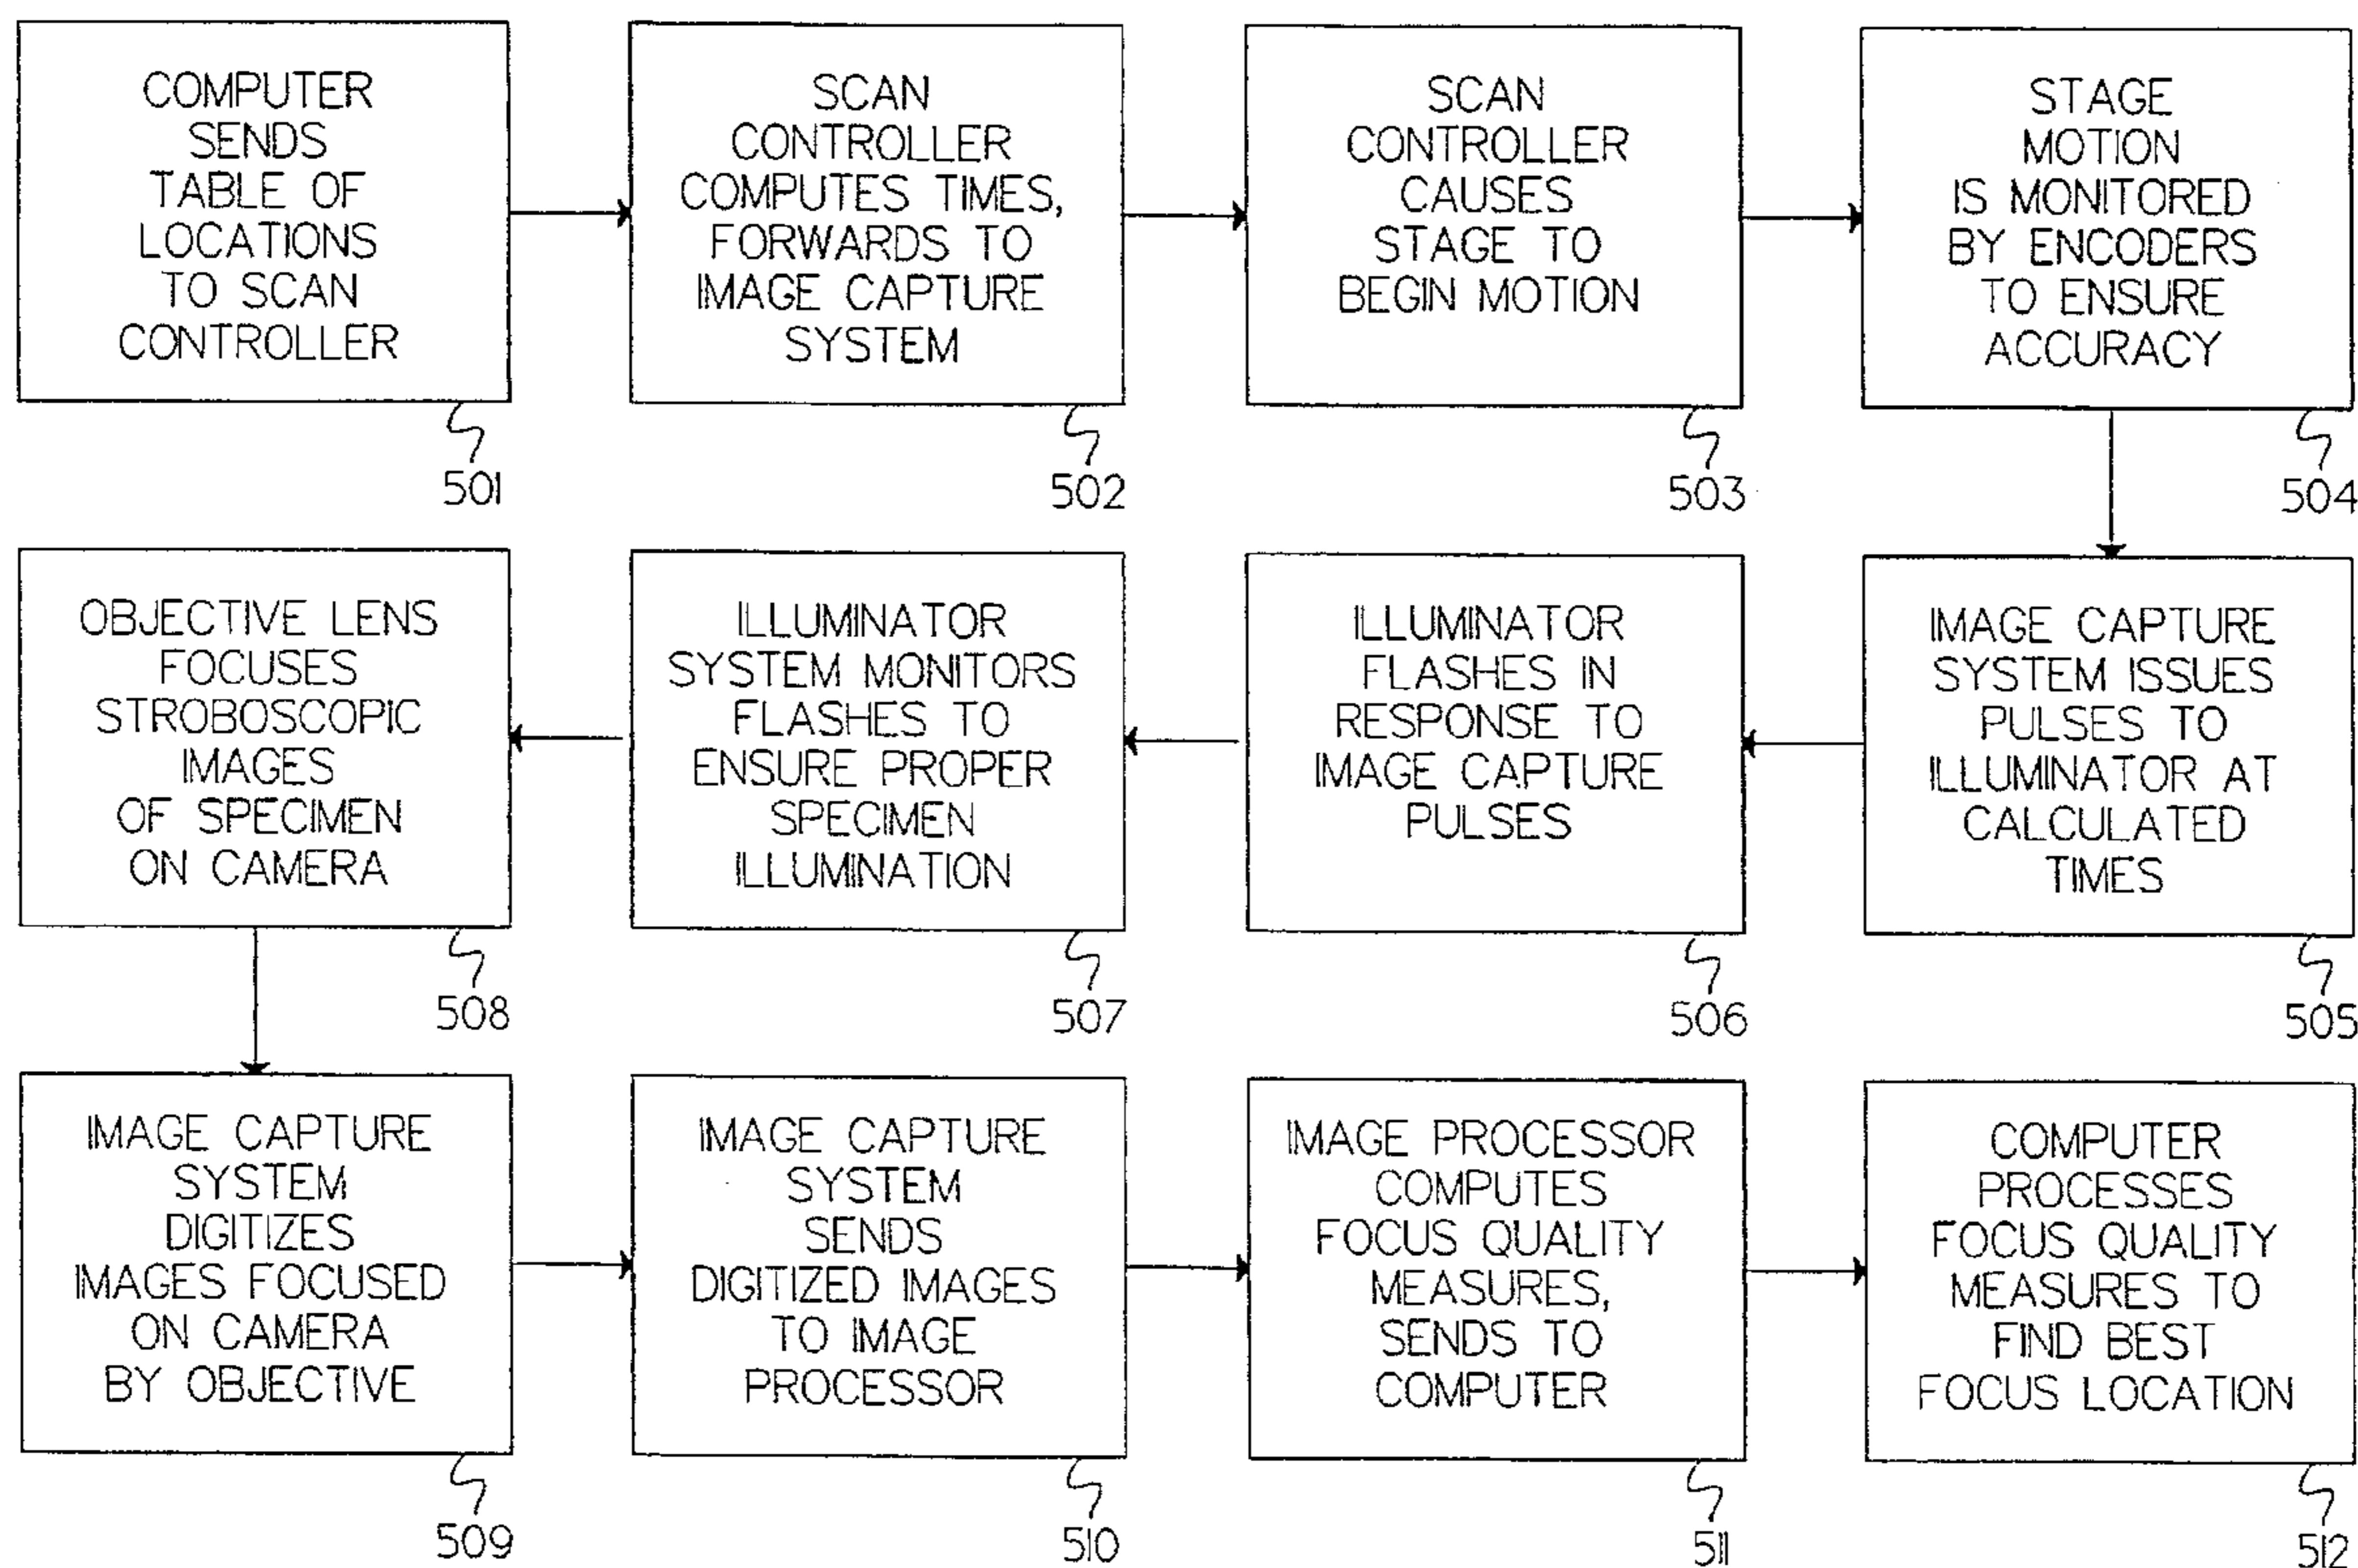 COMPUTER
SENDS
TABLE OF
LOCATIONS
TO SCAN
CONTROLLER
501
SCAN
CONTROLLER
COMPUTES TIMES,
FORWARDS TO
IMAGE CAPTURE
SYSTEM
502
SCAN
CONTROLLER
CAUSES
STAGE TO
BEGIN MOTION
503
STAGE
MOTION
IS MONITORED
BY ENCODERS
TO ENSURE
ACCURACY
504
IMAGE CAPTURE
SYSTEM ISSUES
PULSES TO
ILLUMINATOR AT
CALCULATED
TIMES
505
ILLUMINATOR
FLASHES IN
RESPONSE TO
IMAGE CAPTURE
PULSES
506
ILLUMINATOR
SYSTEM MONITORS
FLASHES TO
ENSURE PROPER
SPECIMEN
ILLUMINATION
507
OBJECTIVE LENS
FOCUSES
STROBOSCOPIC
IMAGES
OF SPECIMEN
ON CAMERA
508
IMAGE CAPTURE
SYSTEM
DIGITIZES
IMAGES FOCUSED
ON CAMERA
BY OBJECTIVE
509
IMAGE CAPTURE
SYSTEM
SENDS
DIGITIZED IMAGES
TO IMAGE
PROCESSOR
510
IMAGE PROCESSOR
COMPUTES
FOCUS QUALITY
MEASURES,
SENDS TO
COMPUTER
511
COMPUTER
PROCESSES
FOCUS QUALITY
MEASURES TO
FIND BEST
FOCUS LOCATION
512